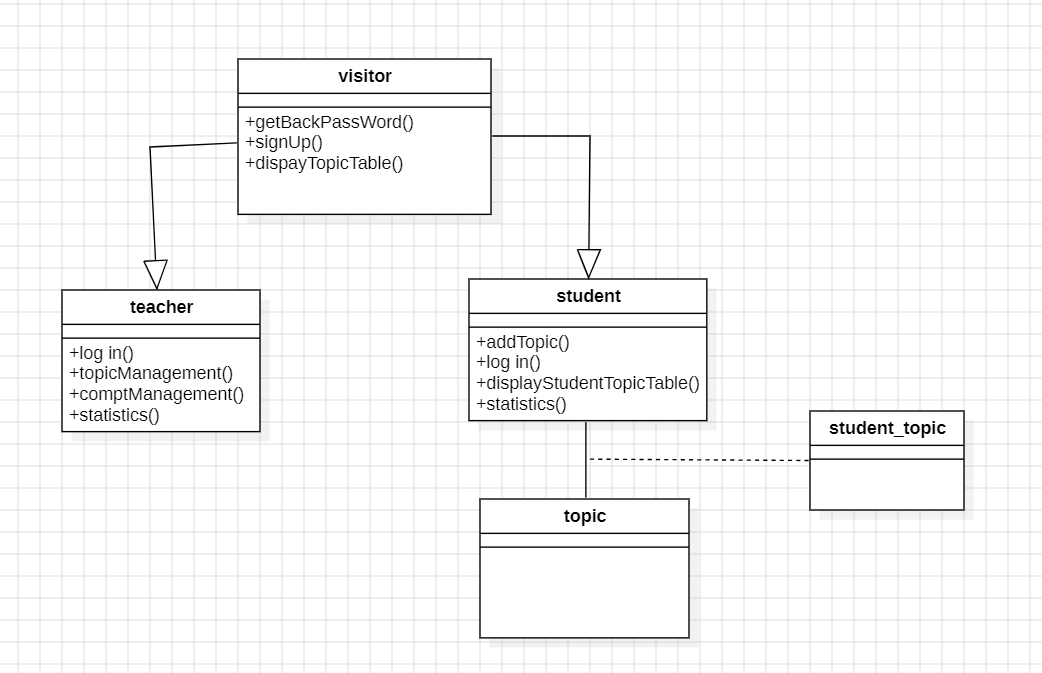 visitor
+getBackPassWord()
+signUp()
+dispayTopicTable()
teacher
+log in()
+topicManagement()
+comptManagement()
+statistics()
student
+addTopic()
+log in()
+displayStudentTopicTable()
+statistics()
student_topic
topic